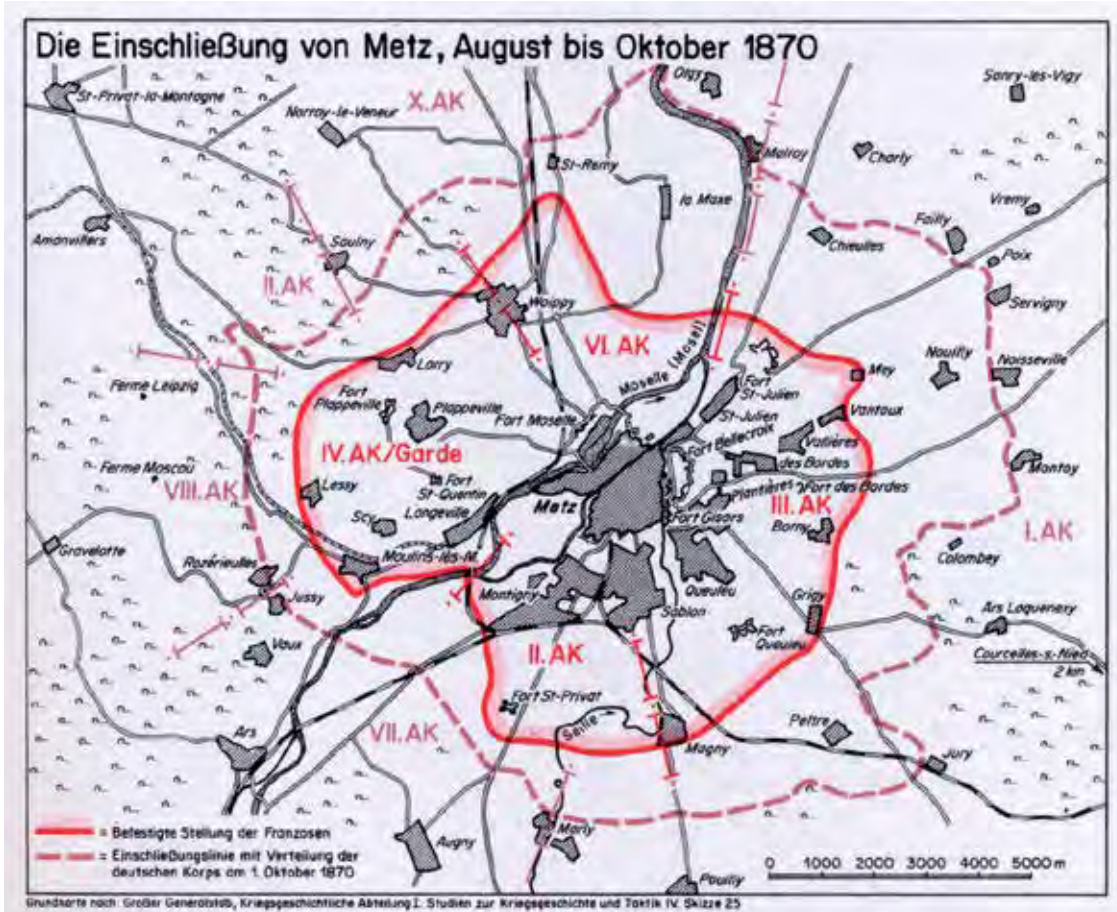 Die Einschließung von Metz, August bis Oktober 1870
St-Privat-la-Montagne
Norroy-le-Veneur
X.AK
Olgy
Sanry-les-Vigy
St-Remy
Malroy
Charly
la Maxe
Vremy
Failly
Amanvillers
Saulny
Chieulles
Poix
II.AK
Servigny
Woippy
VI.AK
Moselle (Mosel)
Nouilly
Noisseville
Lorry
Mey
Ferme Leipzig
Fort Plappeville
Plappeville
Fort Moselle
Fort St-Julien
St-Julien
Vantoux
Vallières
Fort Bellecroix
IV.AK/Garde
des Bordes
Montoy
Ferme Moscou
VIII.AK
Lessy
Fort St-Quentin
Longeville
Metz
Plantières
Fort des Bordes
Scy
Fort Gisors
III.AK
Borny
I.AK
Gravelotte
Rozérieulles
Moulins-lès-M.
Colombey
Jussy
Montigny
Queuleu
Grigy
Sablon
Ars Laquenexy
Vaux
Fort Queuleu
Courcelles-s-Nied
2 km
II.AK
Fort St-Privat
Ars
VII.AK
Seille
Magny
Peltre
Jury
= Befestigte Stellung der Franzosen
Marly
Augny
= Einschließungslinie mit Verteilung der
deutschen Korps am 1. Oktober 1870
Pouilly
0 1000 2000 3000 4000 5000 m
Grundkarte nach: Großer Generalstab, Kriegsgeschichtliche Abteilung I. Studien zur Kriegsgeschichte und Taktik IV. Skizze 25